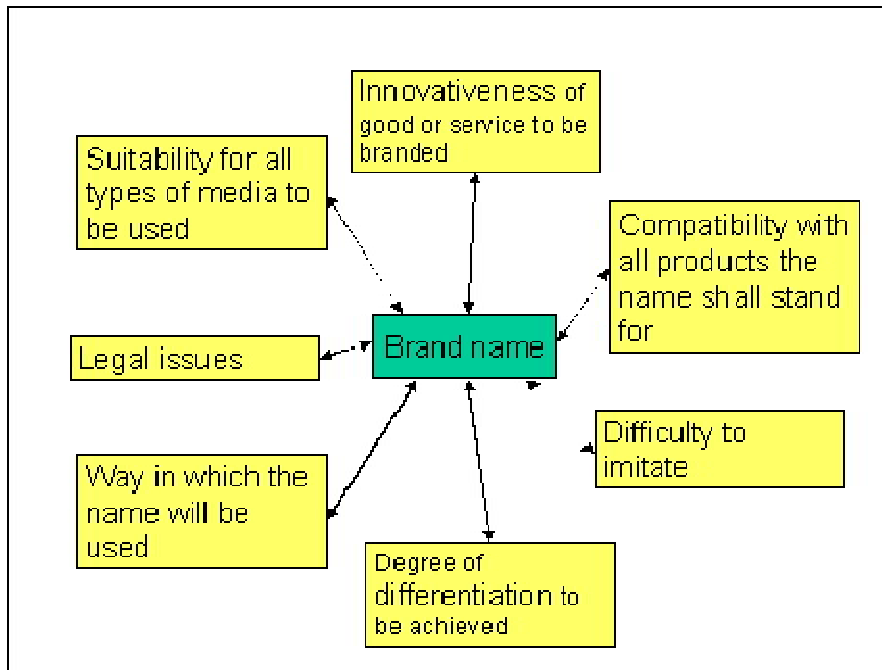 Innovativeness of
good or service to be
branded
Suitability for all
types of media to
be used
Compatibility with
all products the
name shall stand
for
Brand name
Legal issues
Difficulty to
imitate
Way in which the
name will be
used
Degree of
differentiation to
be achieved